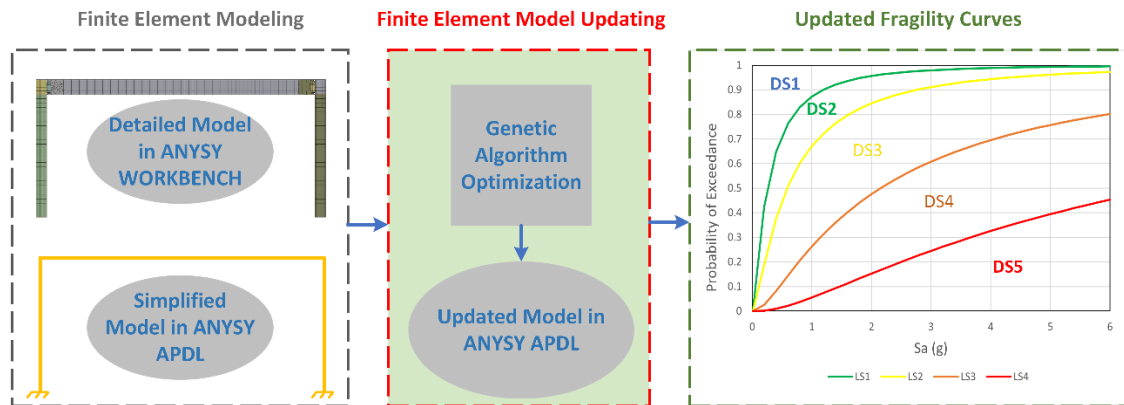 Finite Element Modeling
Detailed Model
in ANYSY
WORKBENCH
Simplified
Model in ANYSY
APDL
Finite Element Model Updating
Genetic
Algorithm
Optimization
Updated Model in
ANYSY APDL
Updated Fragility Curves
Probability of Exceedance
1
0.9
0.8
0.7
0.6
0.5
0.4
0.3
0.2
0.1
0
DS1
DS2
DS3
DS4
DS5
0 1 2 3 4 5 6
Sa (g)
LS1 LS2 LS3 LS4